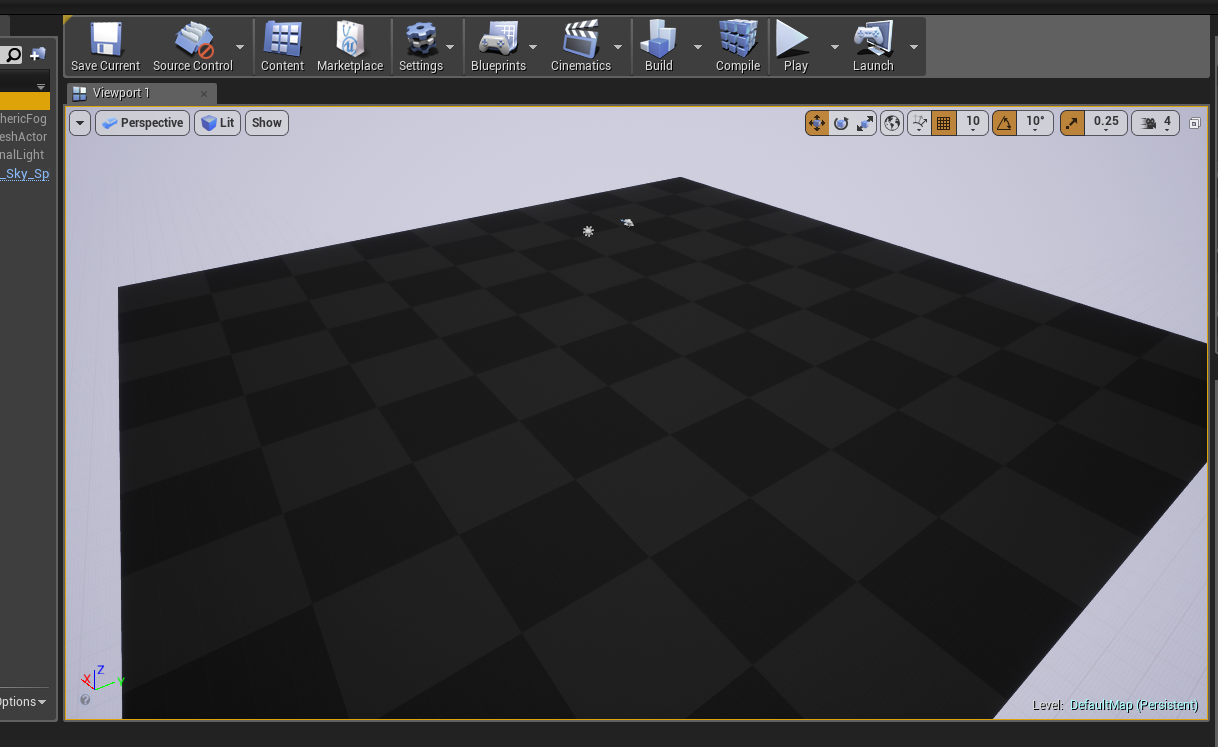 Save Current
Source Control
Content
Marketplace
Settings
Blueprints
Cinematics
Build
Compile
Play
Launch
Viewport 1
Perspective
Lit
Show
10
10°
0.25
4
hericFog
eshActor
nalLight
_Sky_Sp
ptions
Z
X
Y
Level: DefaultMap (Persistent)